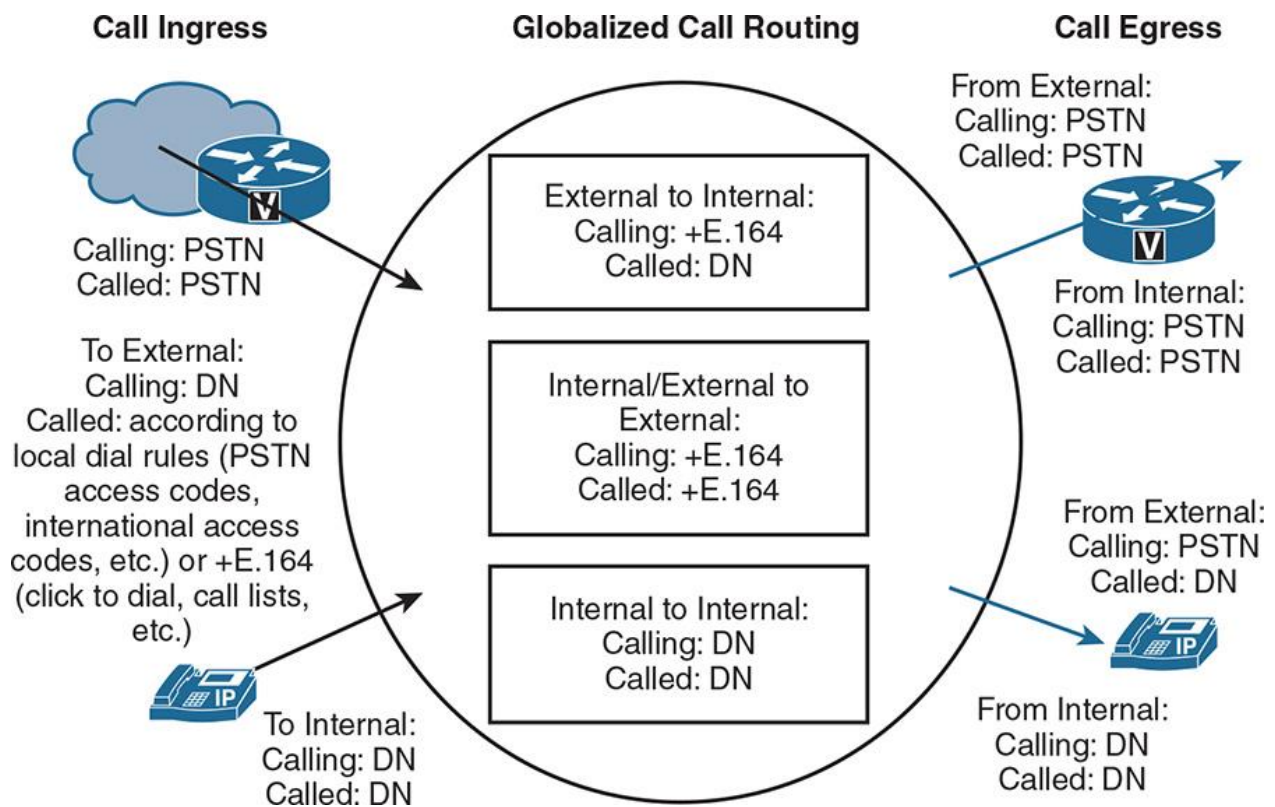 Call Ingress
Globalized Call Routing
Call Egress
Calling: PSTN
Called: PSTN
To External:
Calling: DN
Called: according to
local dial rules (PSTN
access codes,
international access
codes, etc.) or +E.164
(click to dial, call lists,
etc.)
To Internal:
Calling: DN
Called: DN
V
IP
External to Internal:
Calling: +E.164
Called: DN
Internal/External to
External:
Calling: +E.164
Called: +E.164
Internal to Internal:
Calling: DN
Called: DN
From External:
Calling: PSTN
Called: PSTN
V
From Internal:
Calling: PSTN
Called: PSTN
From External:
Calling: PSTN
Called: DN
IP
From Internal:
Calling: DN
Called: DN